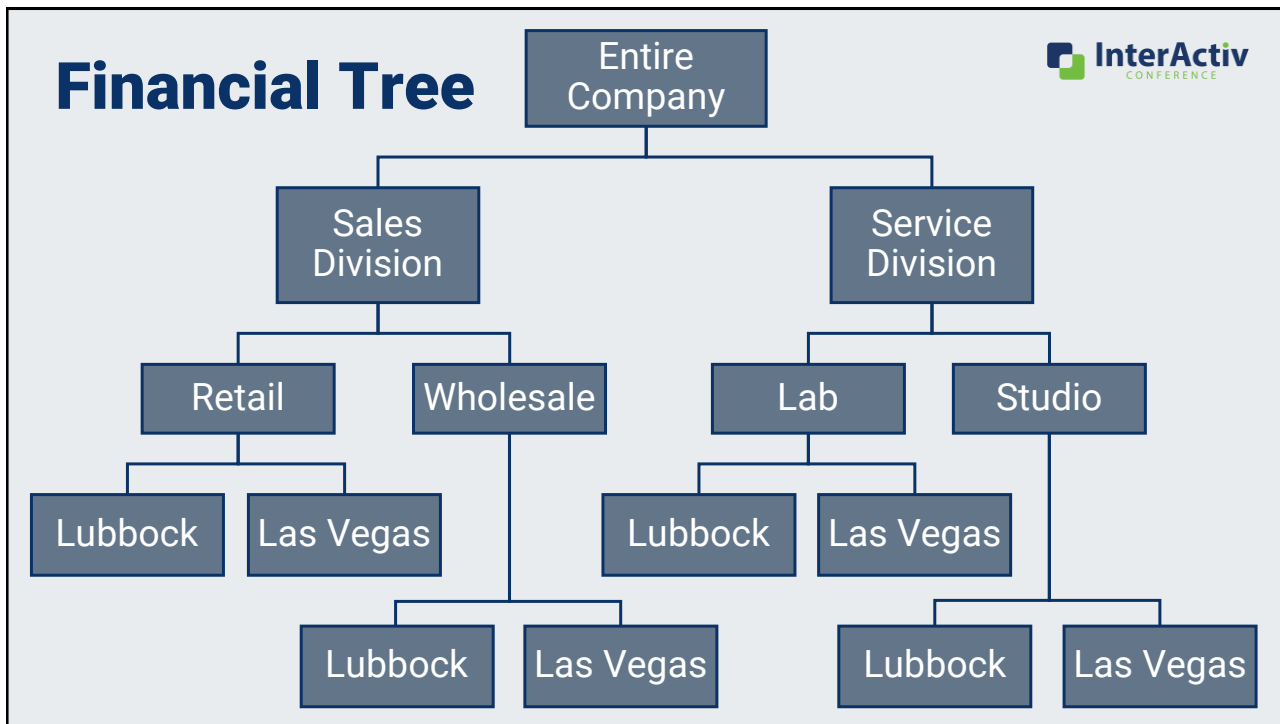 Financial Tree
Entire
Company
InterActiv
CONFERENCE
Sales
Division
Service
Division
Retail
Wholesale
Lab
Studio
Lubbock
Las Vegas
Lubbock
Las Vegas
Lubbock
Las Vegas
Lubbock
Las Vegas